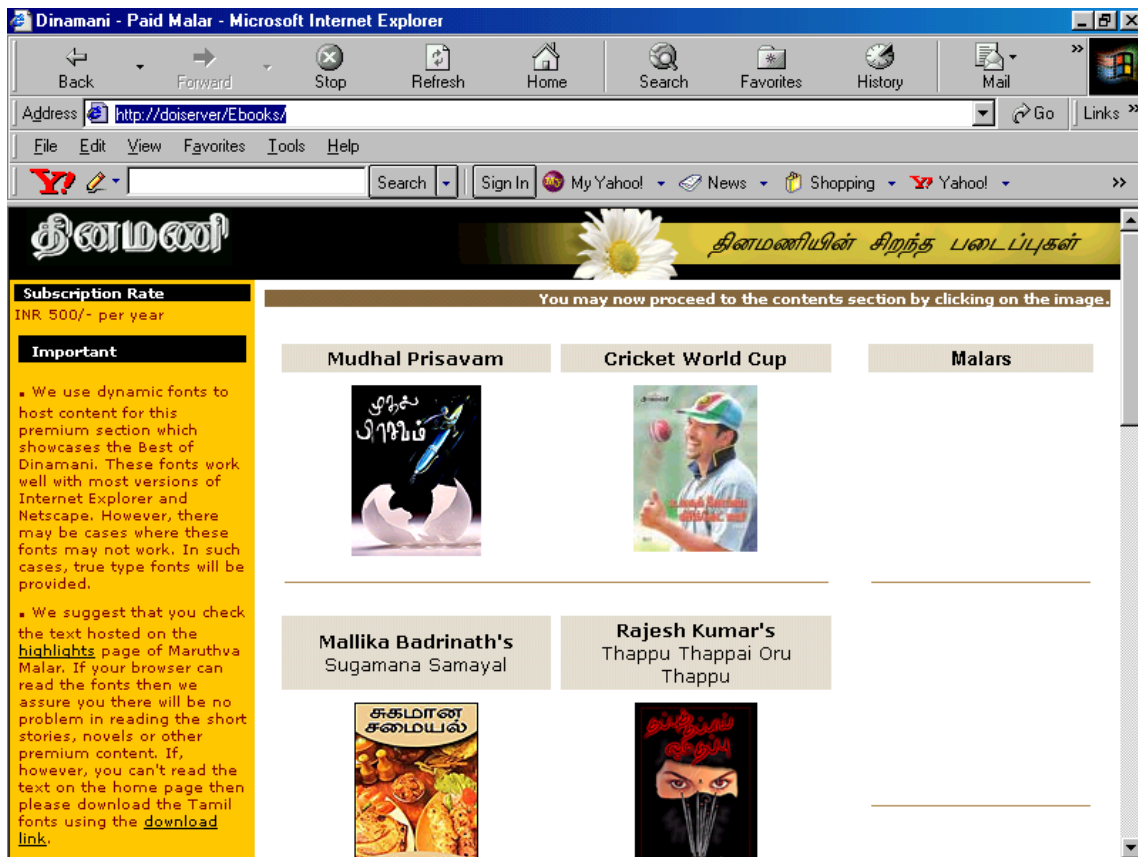 Dinamani - Paid Malar - Microsoft Internet Explorer
Back
Forward
Stop
Refresh
Home
Search
Favorites
History
Mail
»
Address http://doiserver/Ebooks/
Go
Links »
File Edit View Favorites Tools Help
Y! Search Sign In My Yahoo! News Shopping Yahoo! »
தினமணி
தினமணியின் சிறந்த படைப்புகள்
Subscription Rate
INR 500/- per year
Important
. We use dynamic fonts to
host content for this
premium section which
showcases the Best of
Dinamani. These fonts work
well with most versions of
Internet Explorer and
Netscape. However, there
may be cases where these
fonts may not work. In such
cases, true type fonts will be
provided.
. We suggest that you check
the text hosted on the
highlights page of Maruthva
Malar. If your browser can
read the fonts then we
assure you there will be no
problem in reading the short
stories, novels or other
premium content. If,
however, you can't read the
text on the home page then
please download the Tamil
fonts using the download
link.
You may now proceed to the contents section by clicking on the image.
Mudhal Prisavam
Cricket World Cup
Malars
முதல்
பிரசவம்
Mallika Badrinath's
Sugamana Samayal
Rajesh Kumar's
Thappu Thappai Oru
Thappu
சுகமான
சமையல்